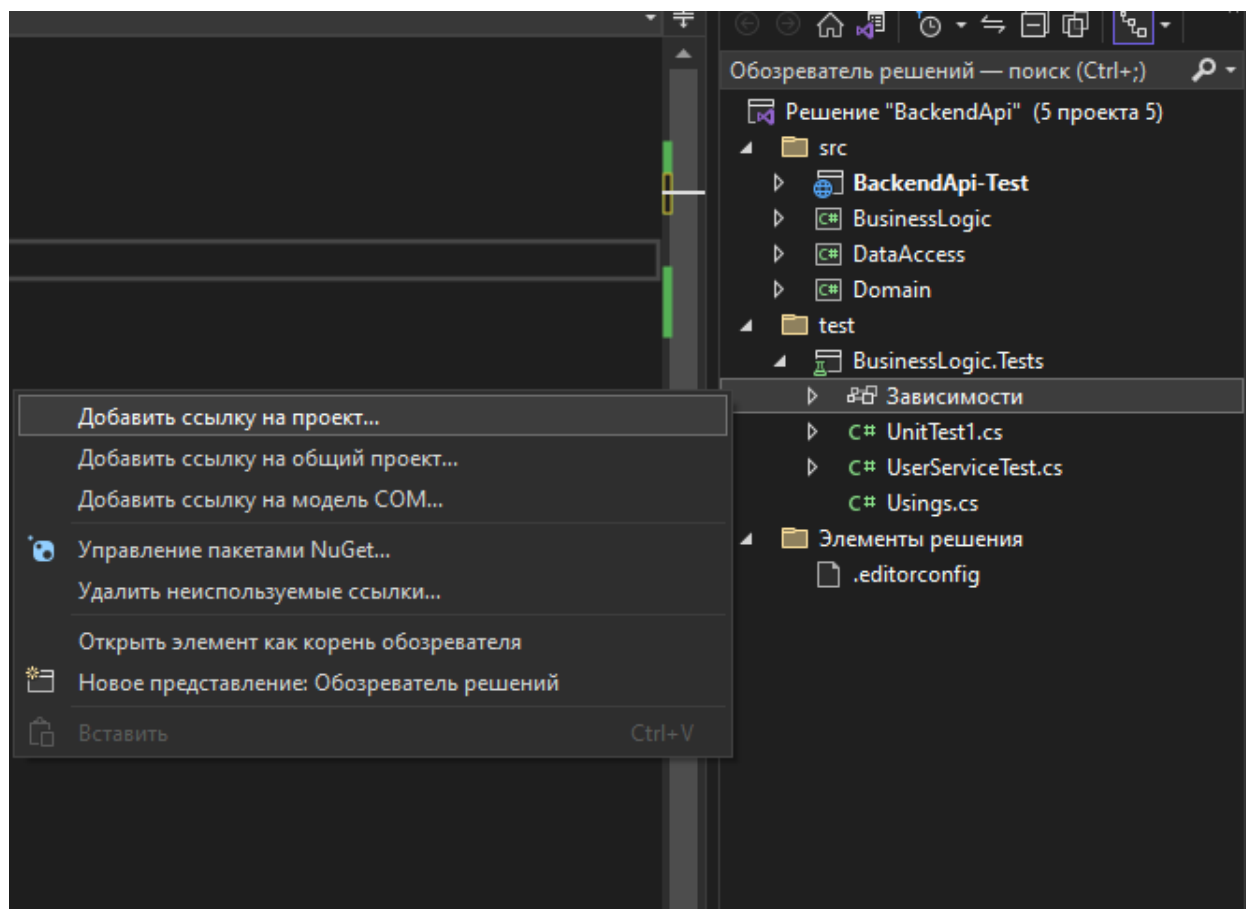 Обозреватель решений — поиск (Ctrl+;)
Решение "BackendApi" (5 проекта 5)
src
BackendApi-Test
C# BusinessLogic
C# DataAccess
C# Domain
test
BusinessLogic.Tests
Зависимости
C# UnitTest1.cs
C# UserServiceTest.cs
C# Usings.cs
Элементы решения
.editorconfig
Добавить ссылку на проект...
Добавить ссылку на общий проект...
Добавить ссылку на модель COM...
Управление пакетами NuGet...
Удалить неиспользуемые ссылки...
Открыть элемент как корень обозревателя
Новое представление: Обозреватель решений
Вставить Ctrl+V